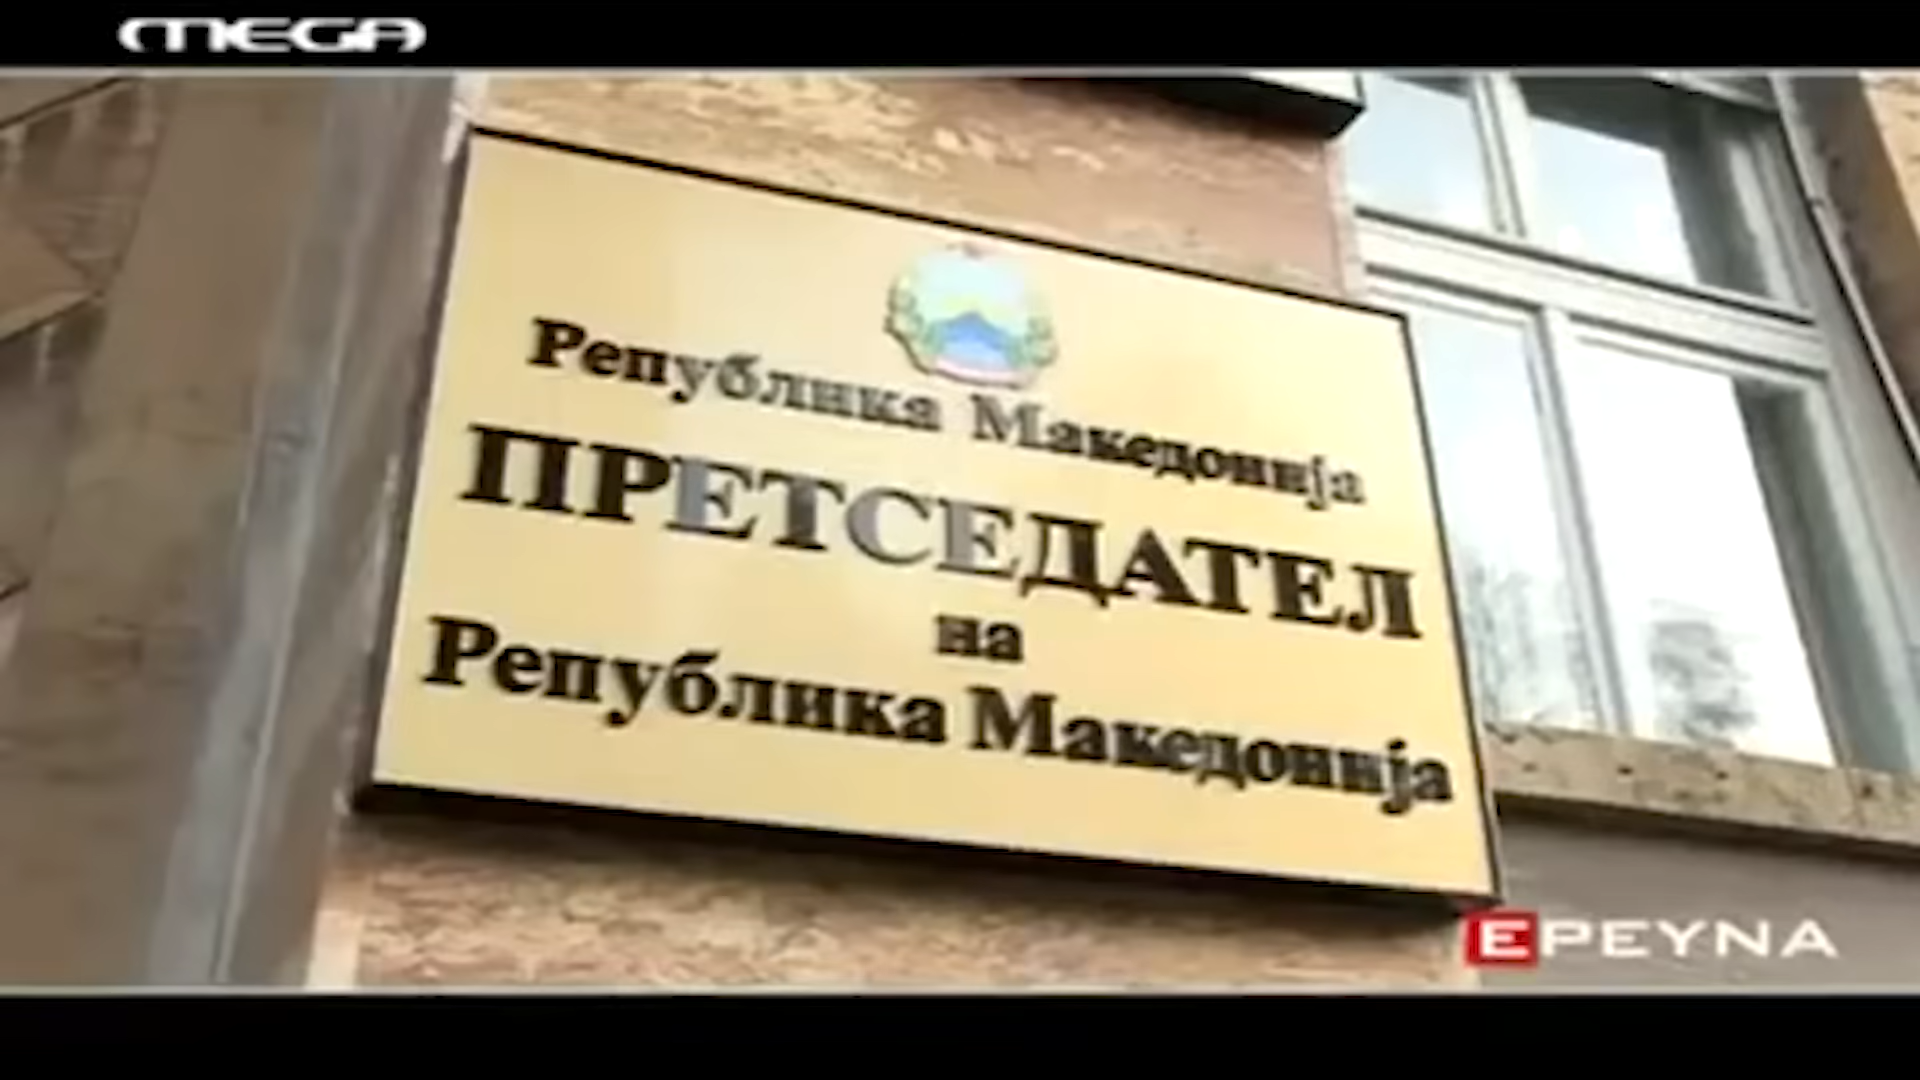 MEGA
Република Македонија
ПРЕТСЕДАТЕЛ
на
Република Македонија
ΕΡΕΥΝΑ